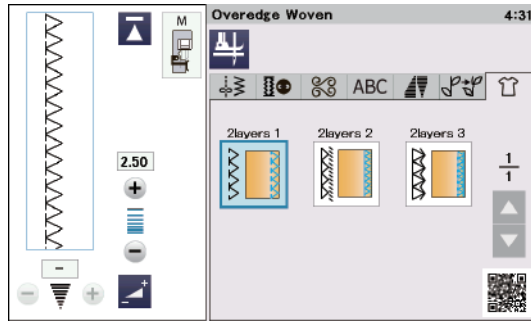 M
Overedge Woven 4:31
ABC
2layers 1 2layers 2 2layers 3
2.50
1
1
-